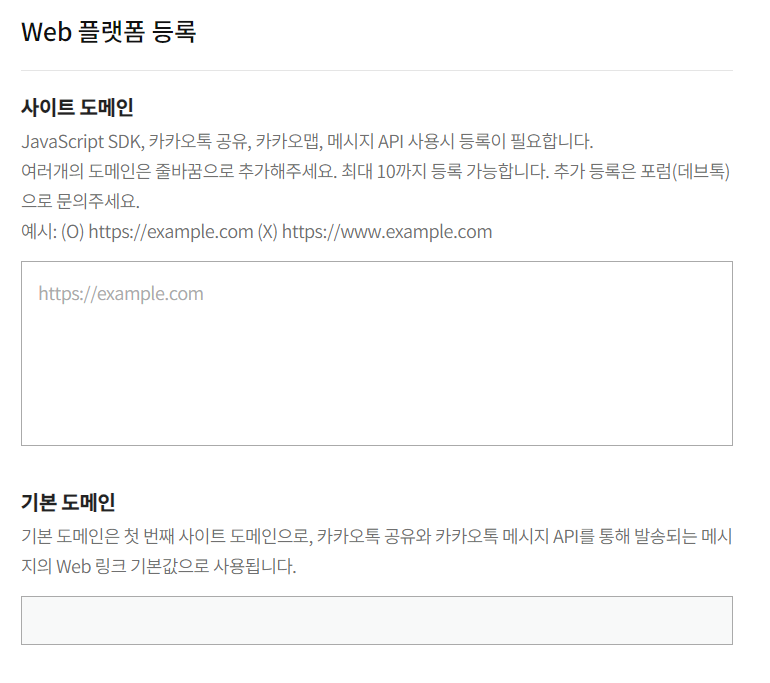 Web 플랫폼 등록
사이트 도메인
JavaScript SDK, 카카오톡 공유, 카카오맵, 메시지 API 사용시 등록이 필요합니다.
여러개의 도메인은 줄바꿈으로 추가해주세요. 최대 10까지 등록 가능합니다. 추가 등록은 포럼(데브톡)
으로 문의주세요.
예시: (O) https://example.com (X) https://www.example.com
https://example.com
기본 도메인
기본 도메인은 첫 번째 사이트 도메인으로, 카카오톡 공유와 카카오톡 메시지 API를 통해 발송되는 메시
지의 Web 링크 기본값으로 사용됩니다.